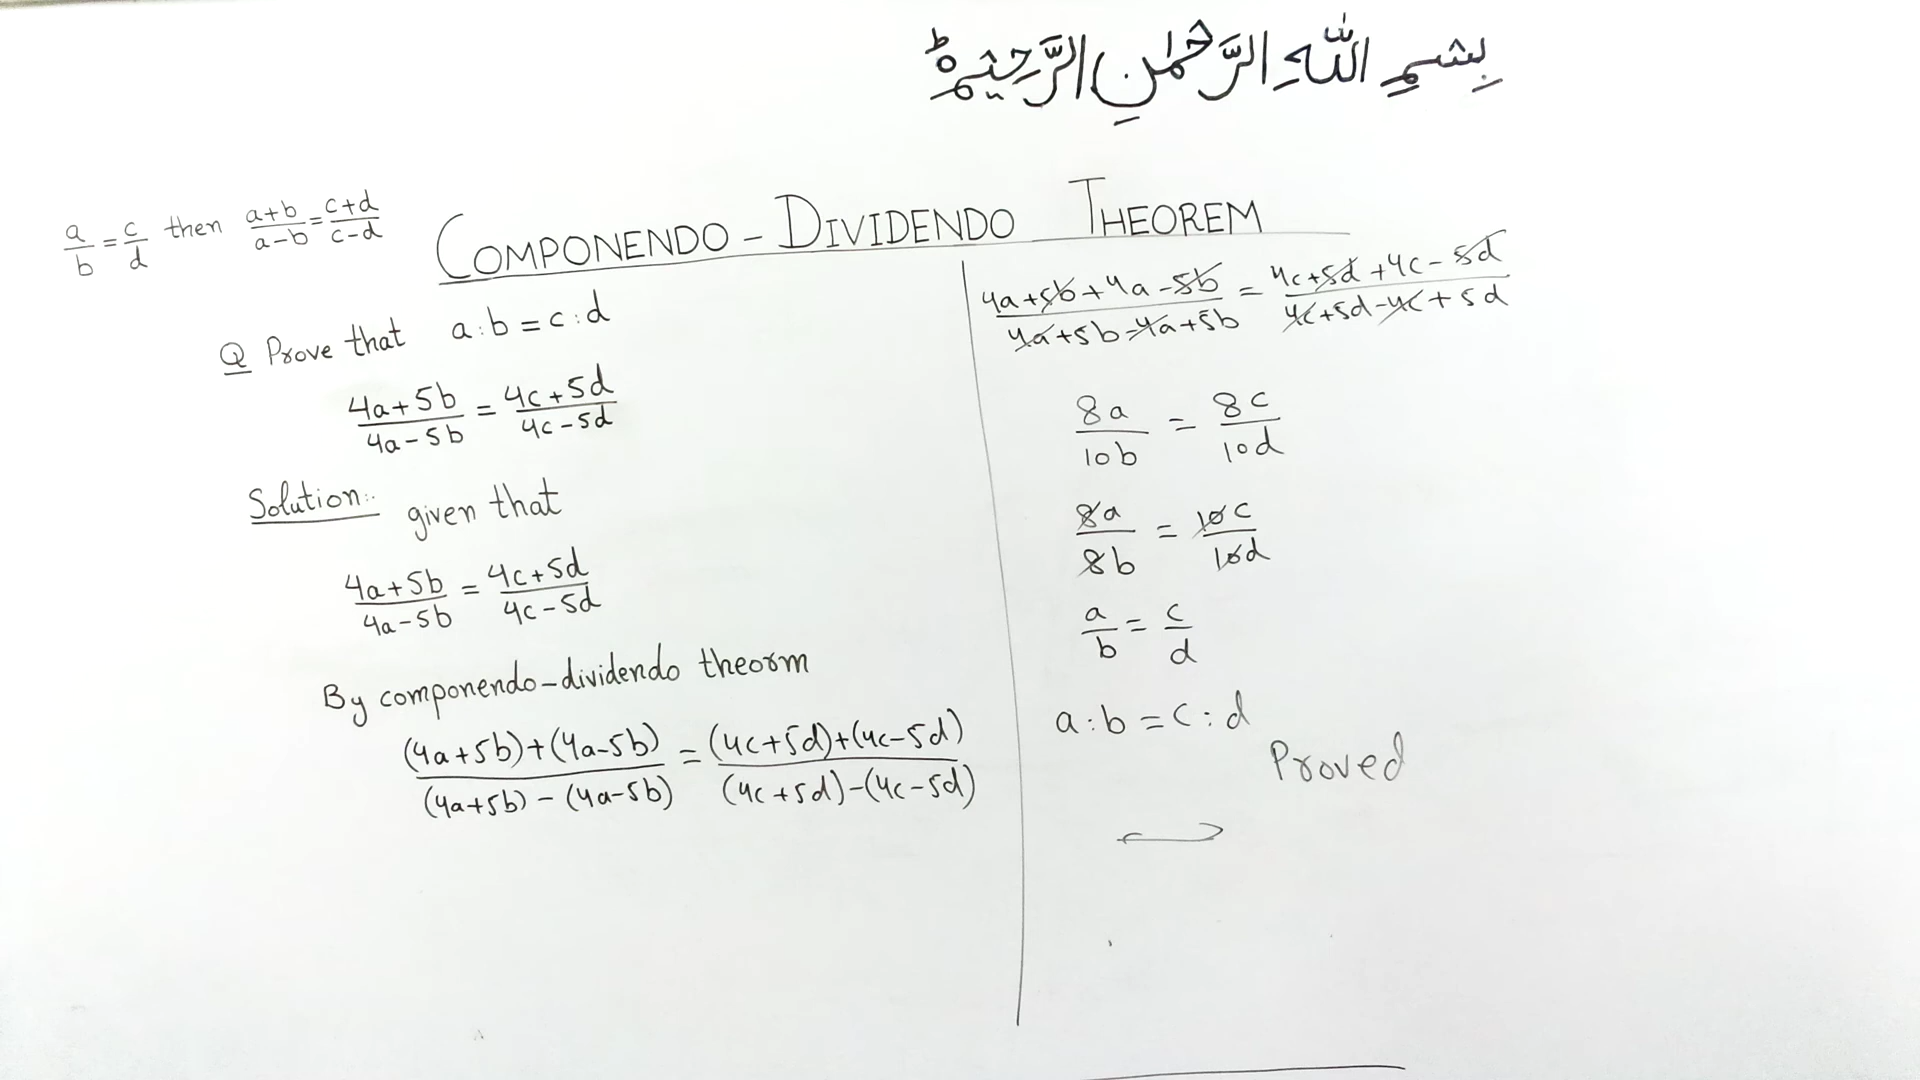 بِسْمِ اللّٰهِ الرَّحْمٰنِ الرَّحِيْمِ ط
a/b = c/d then (a+b)/(a-b) = (c+d)/(c-d)
COMPONENDO-DIVIDENDO THEOREM
Q Prove that a:b = c:d
(4a+5b)/(4a-5b) = (4c+5d)/(4c-5d)
Solution:. given that
(4a+5b)/(4a-5b) = (4c+5d)/(4c-5d)
By componendo-dividendo theorm
((4a+5b)+(4a-5b))/((4a+5b)-(4a-5b)) = ((4c+5d)+(4c-5d))/((4c+5d)-(4c-5d))
(4a+5b+4a-5b)/(4a+5b-4a+5b) = (4c+5d+4c-5d)/(4c+5d-4c+5d)
8a/10b = 8c/10d
8a/8b = 10c/10d
a/b = c/d
a:b = c:d
Proved